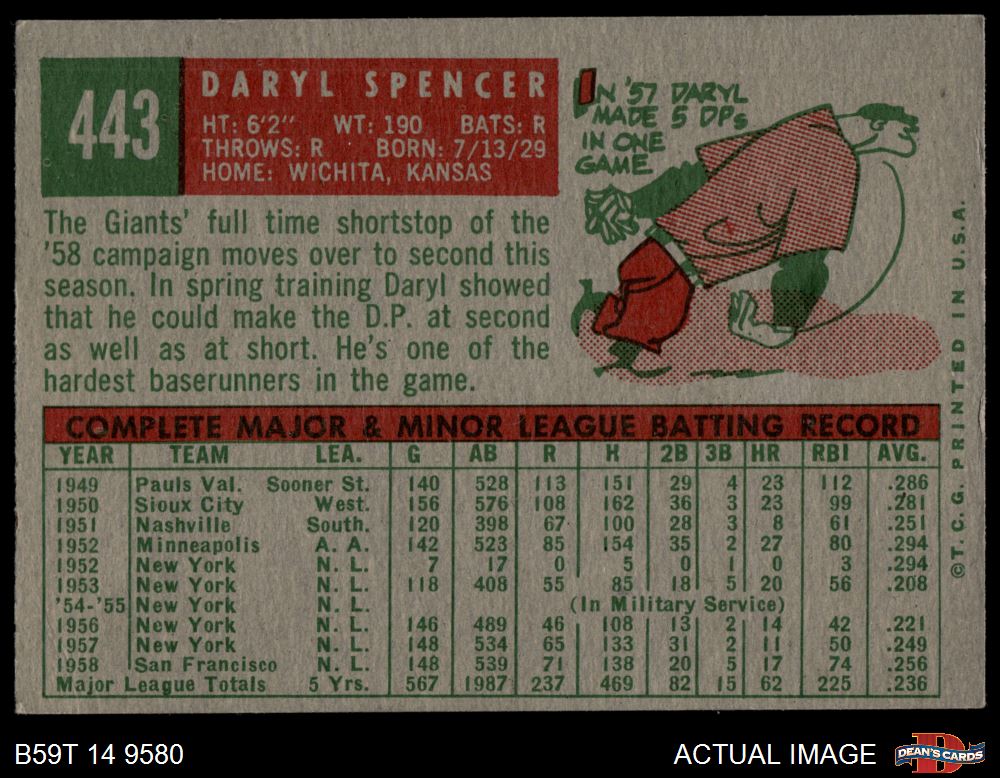 443
DARYL SPENCER
HT: 6'2" WT: 190 BATS: R
THROWS: R BORN: 7/13/29
HOME: WICHITA, KANSAS
IN '57 DARYL
MADE 5 DPs
IN ONE
GAME
The Giants' full time shortstop of the
'58 campaign moves over to second this
season. In spring training Daryl showed
that he could make the D.P. at second
as well as at short. He's one of the
hardest baserunners in the game.
COMPLETE MAJOR & MINOR LEAGUE BATTING RECORD
YEAR TEAM LEA. G AB R H 2B 3B HR RBI AVG.
1949 Pauls Val. Sooner St. 140 528 113 151 29 4 23 112 .286
1950 Sioux City West. 156 576 108 162 36 3 23 99 .281
1951 Nashville South. 120 398 67 100 28 3 8 61 .251
1952 Minneapolis A. A. 142 523 85 154 35 2 27 80 .294
1952 New York N. L. 7 17 0 5 0 1 0 3 .294
1953 New York N. L. 118 408 55 85 18 5 20 56 .208
'54-'55 New York N. L. (In Military Service)
1956 New York N. L. 146 489 46 108 13 2 14 42 .221
1957 New York N. L. 148 534 65 133 31 2 11 50 .249
1958 San Francisco N. L. 148 539 71 138 20 5 17 74 .256
Major League Totals 5 Yrs. 567 1987 237 469 82 15 62 225 .236
©T. C. G. PRINTED IN U.S.A.
B59T 14 9580
ACTUAL IMAGE
D
DEAN'S CARDS